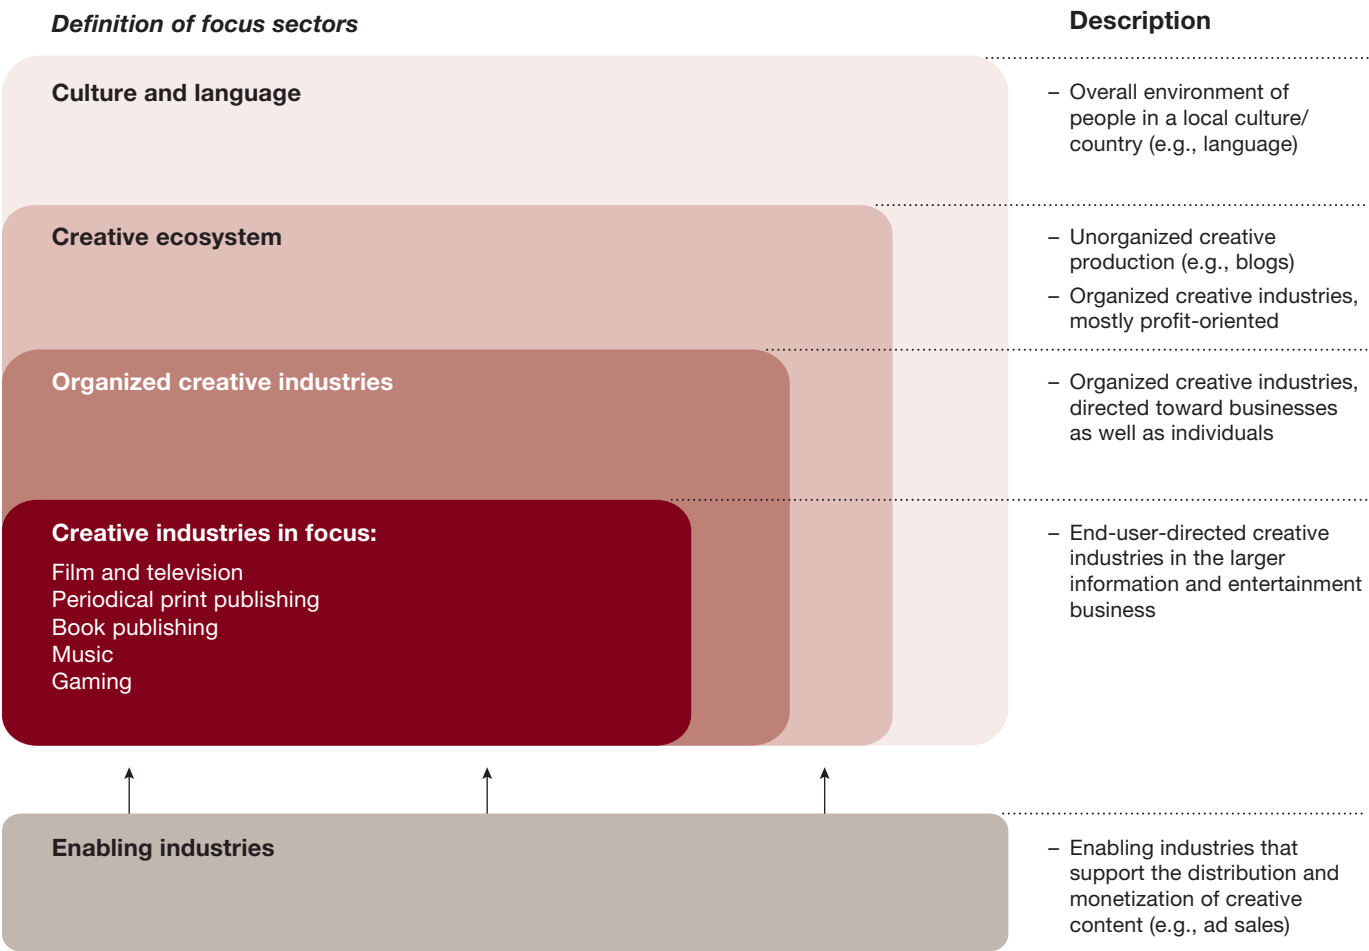 Definition of focus sectors
Description
Culture and language
– Overall environment of
people in a local culture/
country (e.g., language)
Creative ecosystem
– Unorganized creative
production (e.g., blogs)
– Organized creative industries,
mostly profit-oriented
Organized creative industries
– Organized creative industries,
directed toward businesses
as well as individuals
Creative industries in focus:
Film and television
Periodical print publishing
Book publishing
Music
Gaming
– End-user-directed creative
industries in the larger
information and entertainment
business
Enabling industries
– Enabling industries that
support the distribution and
monetization of creative
content (e.g., ad sales)